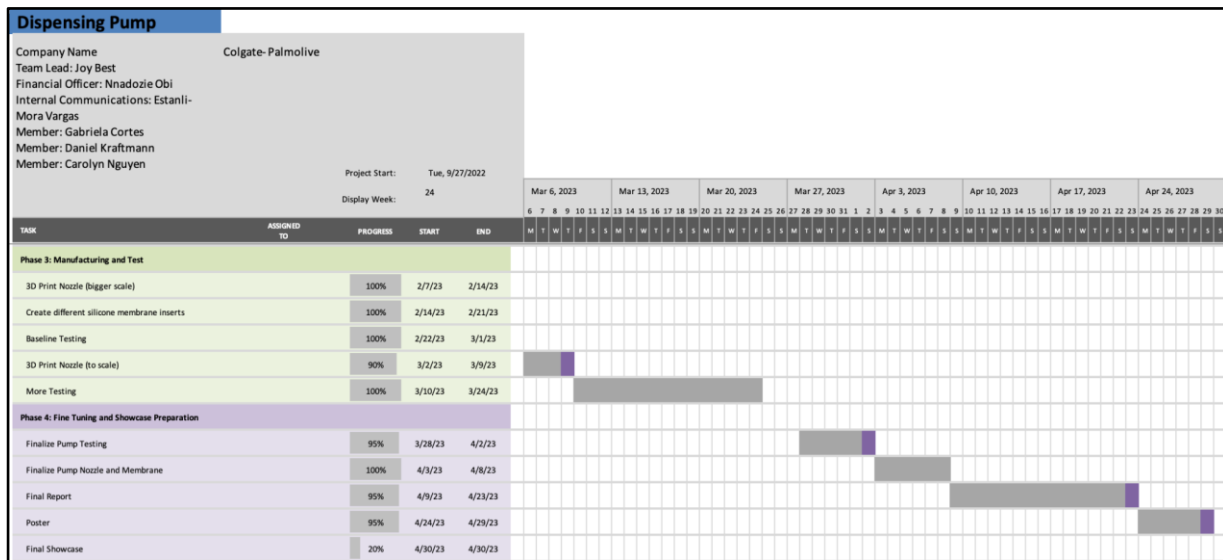 Dispensing Pump
Company Name Colgate- Palmolive
Team Lead: Joy Best
Financial Officer: Nnadozie Obi
Internal Communications: Estanli-
Mora Vargas
Member: Gabriela Cortes
Member: Daniel Kraftmann
Member: Carolyn Nguyen
Project Start: Tue, 9/27/2022
Display Week: 24
Mar 6, 2023 Mar 13, 2023 Mar 20, 2023 Mar 27, 2023 Apr 3, 2023 Apr 10, 2023 Apr 17, 2023 Apr 24, 2023
6 7 8 9 10 11 12 13 14 15 16 17 18 19 20 21 22 23 24 25 26 27 28 29 30 31 1 2 3 4 5 6 7 8 9 10 11 12 13 14 15 16 17 18 19 20 21 22 23 24 25 26 27 28 29 30
TASK ASSIGNED TO PROGRESS START END M T W T F S S M T W T F S S M T W T F S S M T W T F S S M T W T F S S M T W T F S S M T W T F S S M T W T F S S
Phase 3: Manufacturing and Test
3D Print Nozzle (bigger scale) 100% 2/7/23 2/14/23
Create different silicone membrane inserts 100% 2/14/23 2/21/23
Baseline Testing 100% 2/22/23 3/1/23
3D Print Nozzle (to scale) 90% 3/2/23 3/9/23
More Testing 100% 3/10/23 3/24/23
Phase 4: Fine Tuning and Showcase Preparation
Finalize Pump Testing 95% 3/28/23 4/2/23
Finalize Pump Nozzle and Membrane 100% 4/3/23 4/8/23
Final Report 95% 4/9/23 4/23/23
Poster 95% 4/24/23 4/29/23
Final Showcase 20% 4/30/23 4/30/23